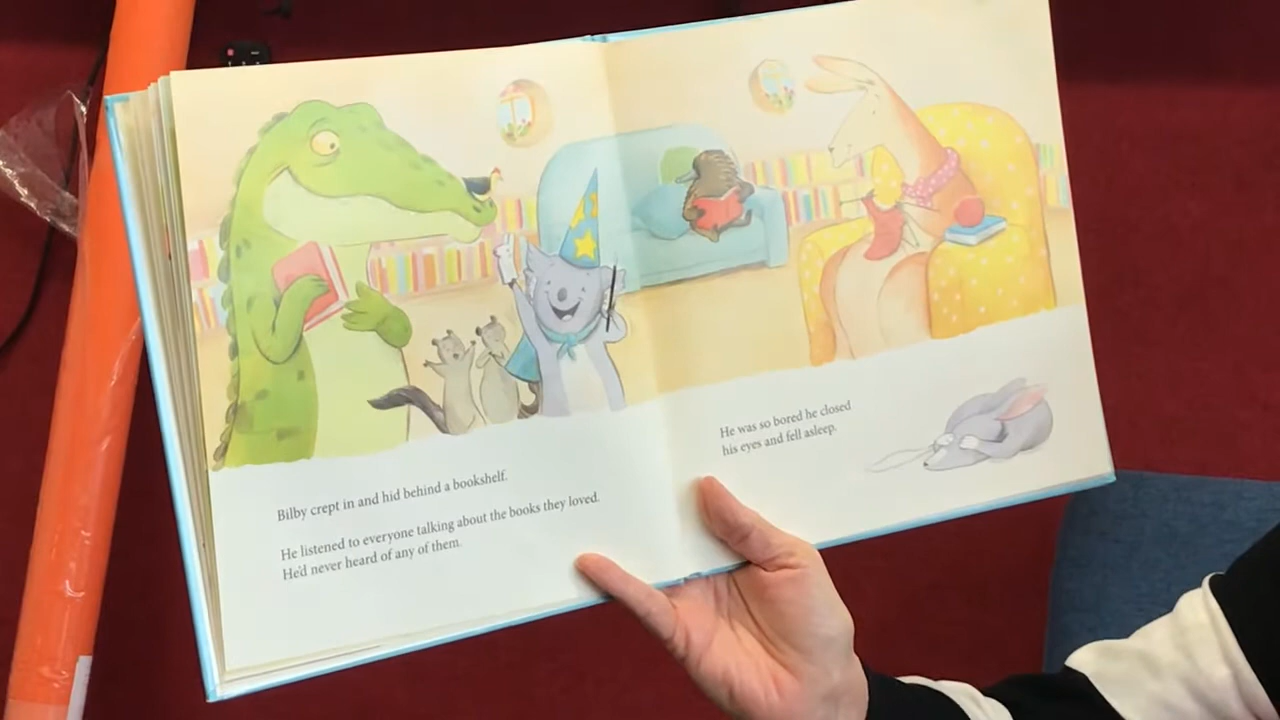 Bilby crept in and hid behind a bookshelf.
He listened to everyone talking about the books they loved.
He'd never heard of any of them.
He was so bored he closed
his eyes and fell asleep.